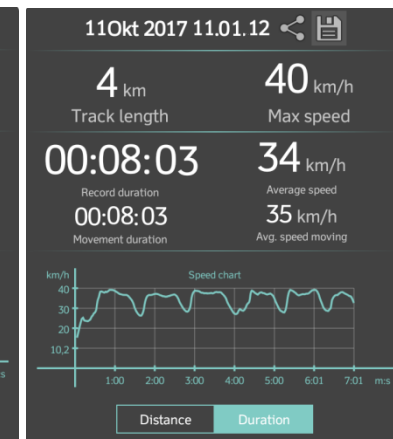 11Okt 2017 11.01.12
4 km
40 km/h
Track length
Max speed
00:08:03
34 km/h
Record duration
Average speed
00:08:03
35 km/h
Movement duration
Avg. speed moving
km/h
Speed chart
40
30
20
10,2
1:00 2:00 3:00 4:00 5:00 6:01 7:01 m:s
s
Distance
Duration